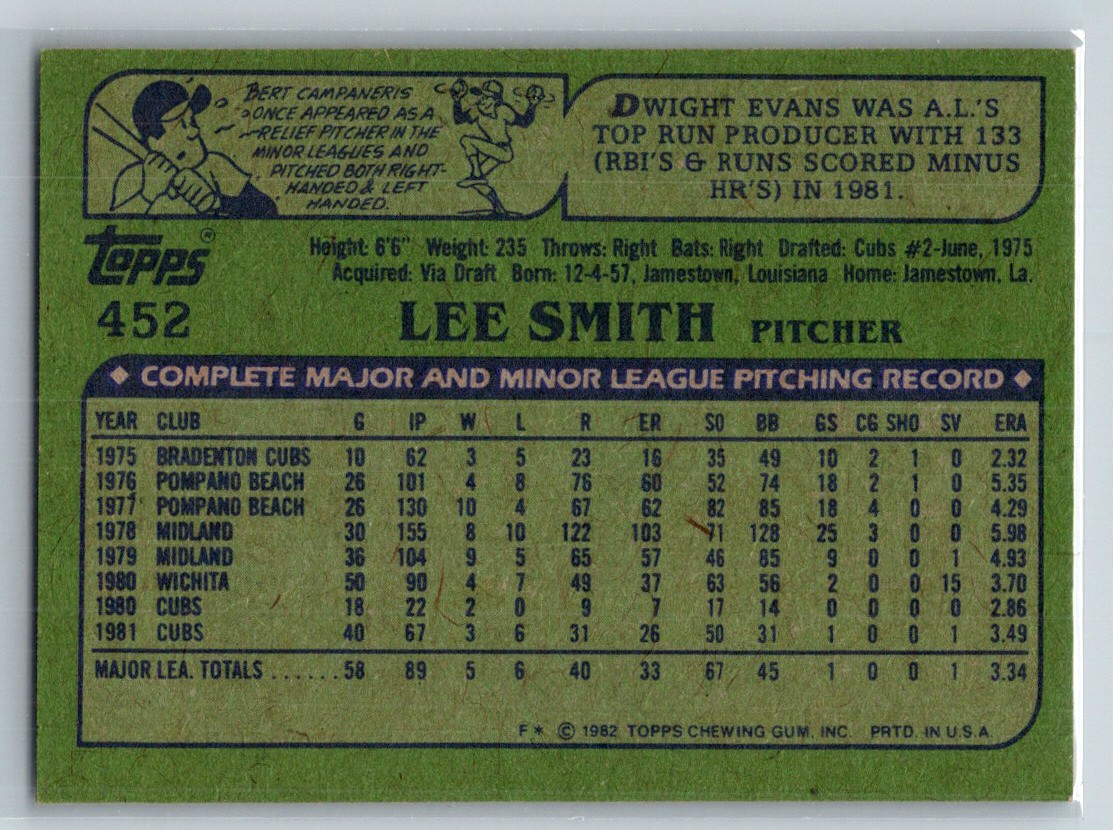 BERT CAMPANERIS
ONCE APPEARED AS A
RELIEF PITCHER IN THE
MINOR LEAGUES AND
PITCHED BOTH RIGHT-
HANDED & LEFT
HANDED.
DWIGHT EVANS WAS A.L.'S
TOP RUN PRODUCER WITH 133
(RBI'S & RUNS SCORED MINUS
HR'S) IN 1981.
Topps®
Height: 6'6" Weight: 235 Throws: Right Bats: Right Drafted: Cubs #2-June, 1975
Acquired: Via Draft Born: 12-4-57, Jamestown, Louisiana Home: Jamestown, La.
452 LEE SMITH PITCHER
COMPLETE MAJOR AND MINOR LEAGUE PITCHING RECORD
YEAR CLUB G IP W L R ER SO BB GS CG SHO SV ERA
1975 BRADENTON CUBS 10 62 3 5 23 16 35 49 10 2 1 0 2.32
1976 POMPANO BEACH 26 101 4 8 76 60 52 74 18 2 1 0 5.35
1977 POMPANO BEACH 26 130 10 4 67 62 82 85 18 4 0 0 4.29
1978 MIDLAND 30 155 8 10 122 103 71 128 25 3 0 0 5.98
1979 MIDLAND 36 104 9 5 65 57 46 85 9 0 0 1 4.93
1980 WICHITA 50 90 4 7 49 37 63 56 2 0 0 15 3.70
1980 CUBS 18 22 2 0 9 7 17 14 0 0 0 0 2.86
1981 CUBS 40 67 3 6 31 26 50 31 1 0 0 1 3.49
MAJOR LEA. TOTALS ...... 58 89 5 6 40 33 67 45 1 0 0 1 3.34
F* © 1982 TOPPS CHEWING GUM, INC. PRTD. IN U.S.A.